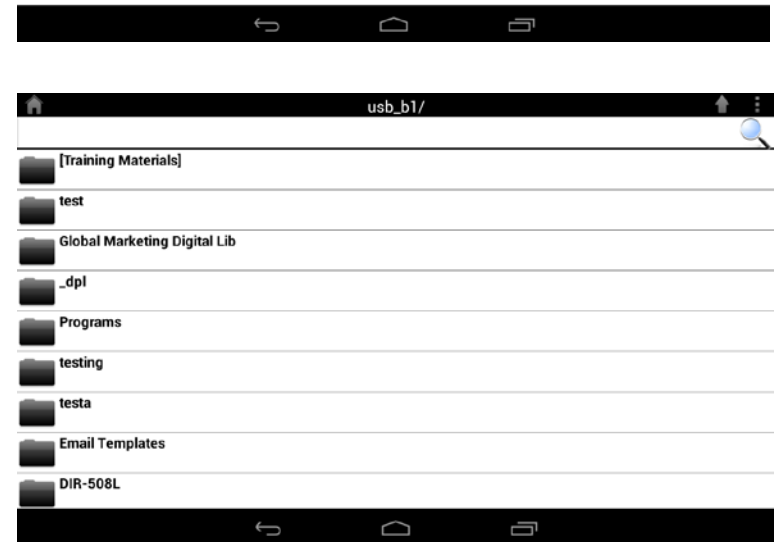 usb_b1/
[Training Materials]
test
Global Marketing Digital Lib
_dpl
Programs
testing
testa
Email Templates
DIR-508L